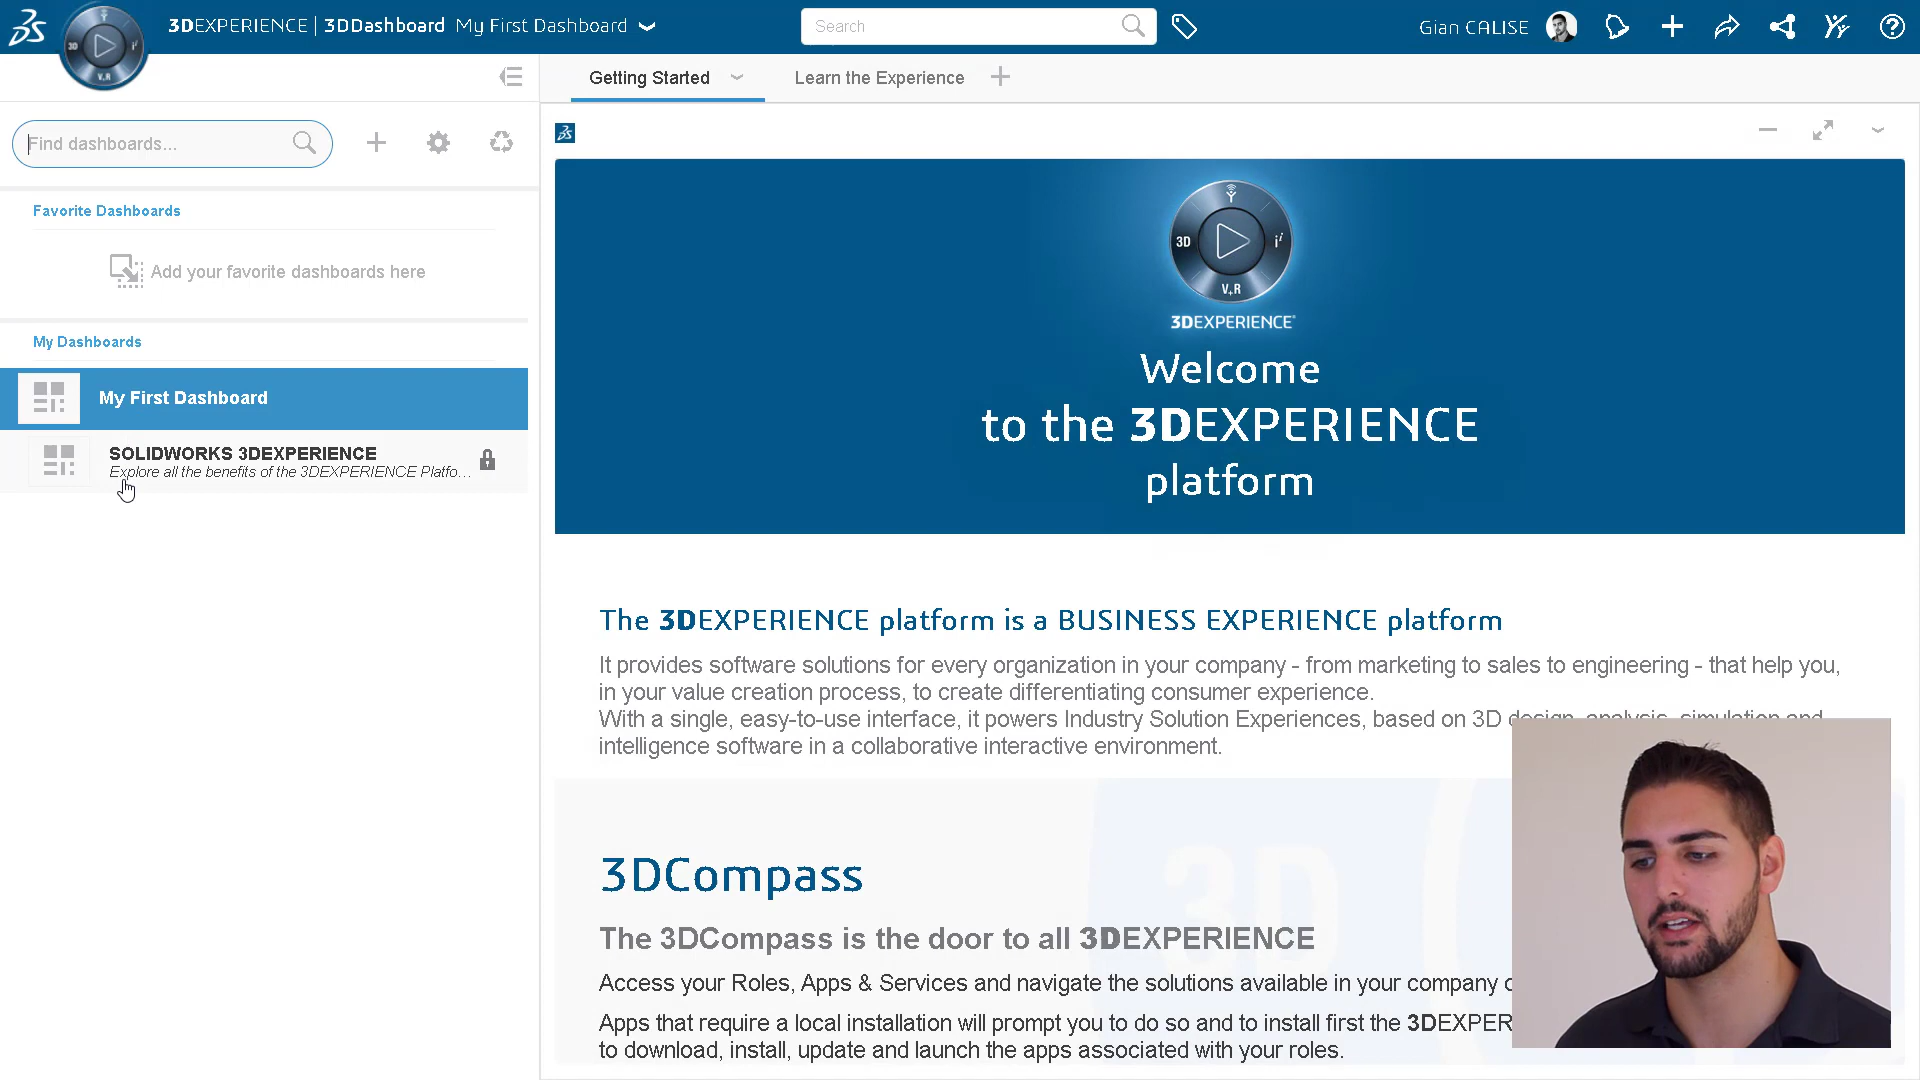 3DEXPERIENCE | 3DDashboard My First Dashboard
Search
Gian CALISE
3D
V.R
Getting Started
Learn the Experience
Find dashboards...
Favorite Dashboards
Add your favorite dashboards here
My Dashboards
My First Dashboard
SOLIDWORKS 3DEXPERIENCE
Explore all the benefits of the 3DEXPERIENCE Platfo...
3D
V+R
3DEXPERIENCE
Welcome
to the 3DEXPERIENCE
platform
The 3DEXPERIENCE platform is a BUSINESS EXPERIENCE platform
It provides software solutions for every organization in your company - from marketing to sales to engineering - that help you,
in your value creation process, to create differentiating consumer experience.
With a single, easy-to-use interface, it powers Industry Solution Experiences, based on 3D design, analysis, simulation and
intelligence software in a collaborative interactive environment.
3D
3DCompass
The 3DCompass is the door to all 3DEXPERIENCE
Access your Roles, Apps & Services and navigate the solutions available in your company
Apps that require a local installation will prompt you to do so and to install first the 3DEXPER
to download, install, update and launch the apps associated with your roles.